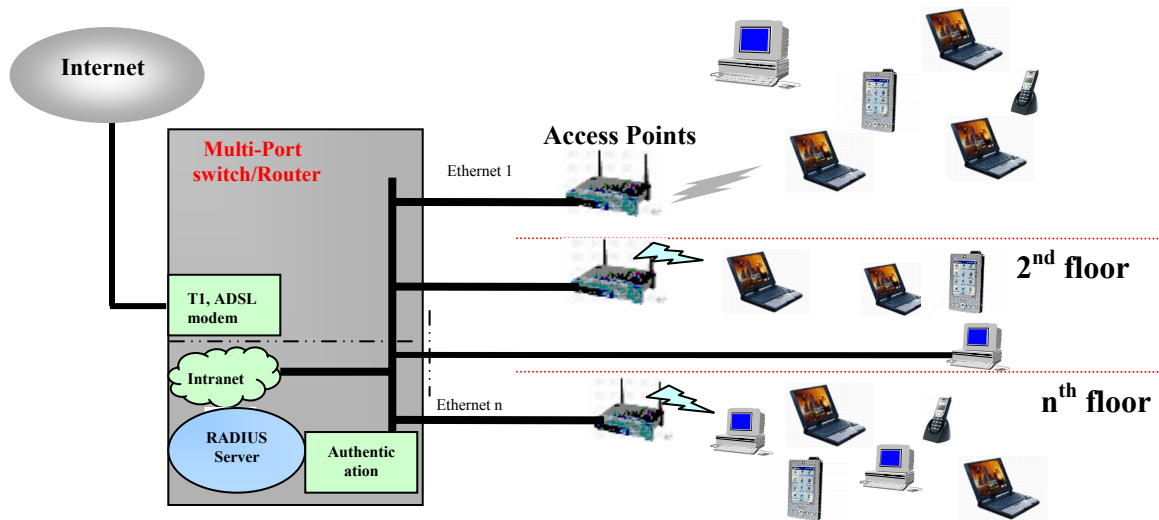 Internet
Multi-Port
switch/Router
Access Points
Ethernet 1
2nd floor
T1, ADSL
modem
Intranet
Ethernet n
nth floor
RADIUS
Server
Authentic
ation